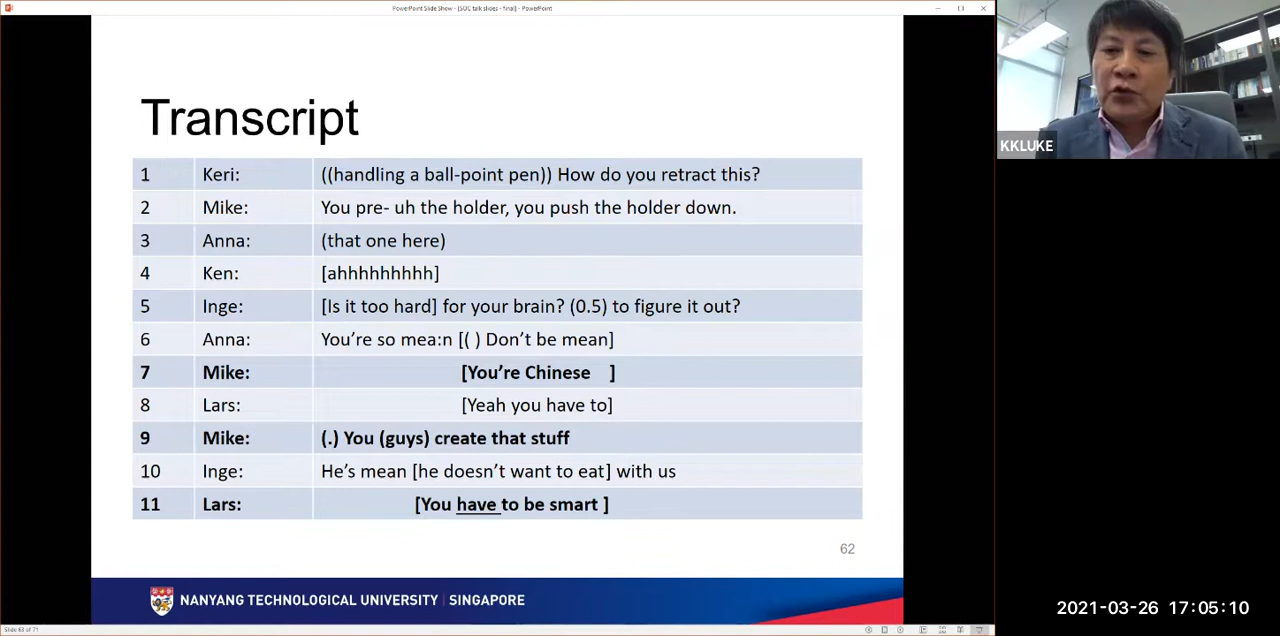 PowerPoint Slide Show - [SOC talk slides - final] - PowerPoint
KKLUKE
Transcript
1 Keri: ((handling a ball-point pen)) How do you retract this?
2 Mike: You pre- uh the holder, you push the holder down.
3 Anna: (that one here)
4 Ken: [ahhhhhhhhh]
5 Inge: [Is it too hard] for your brain? (0.5) to figure it out?
6 Anna: You’re so mea:n [( ) Don’t be mean]
7 Mike: [You’re Chinese ]
8 Lars: [Yeah you have to]
9 Mike: (.) You (guys) create that stuff
10 Inge: He’s mean [he doesn’t want to eat] with us
11 Lars: [You have to be smart ]
62
NANYANG TECHNOLOGICAL UNIVERSITY | SINGAPORE
2021-03-26 17:05:10
Slide 63 of 71